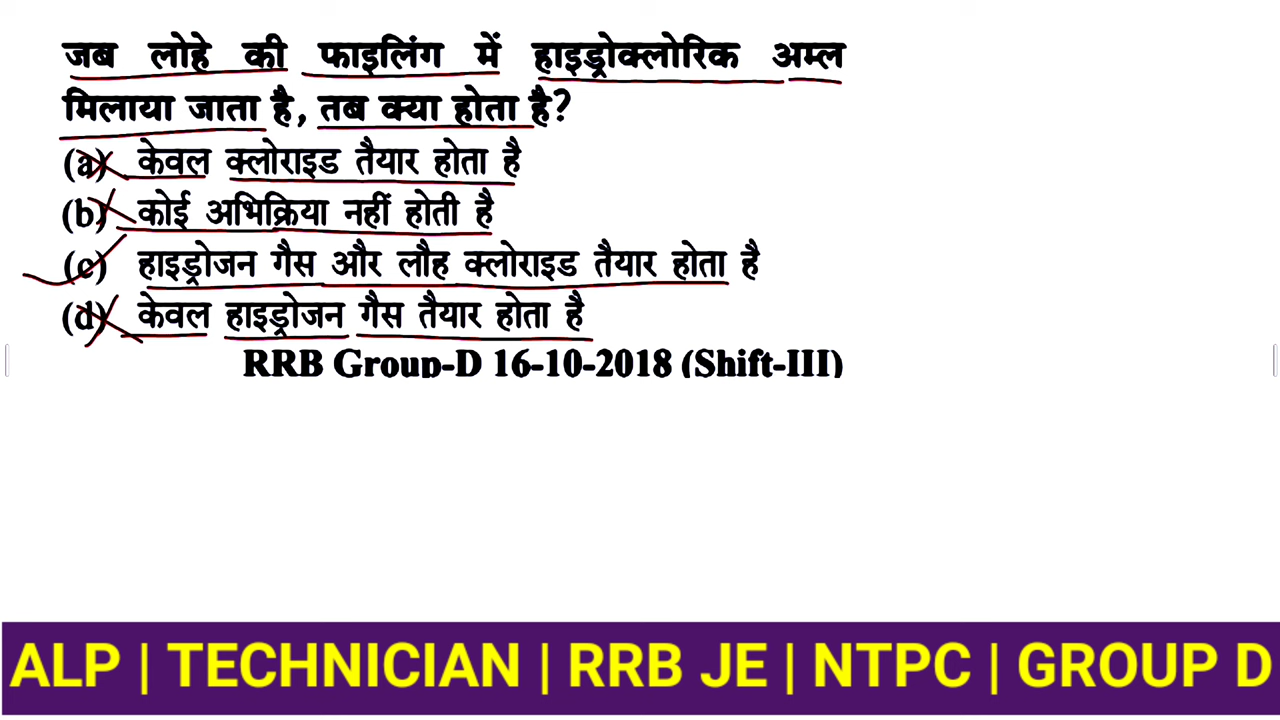 जब लोहे की फाइलिंग में हाइड्रोक्लोरिक अम्ल
मिलाया जाता है, तब क्या होता है?
(a) केवल क्लोराइड तैयार होता है
(b) कोई अभिक्रिया नहीं होती है
(c) हाइड्रोजन गैस और लौह क्लोराइड तैयार होता है
(d) केवल हाइड्रोजन गैस तैयार होता है
RRB Group-D 16-10-2018 (Shift-III)
ALP | TECHNICIAN | RRB JE | NTPC | GROUP D